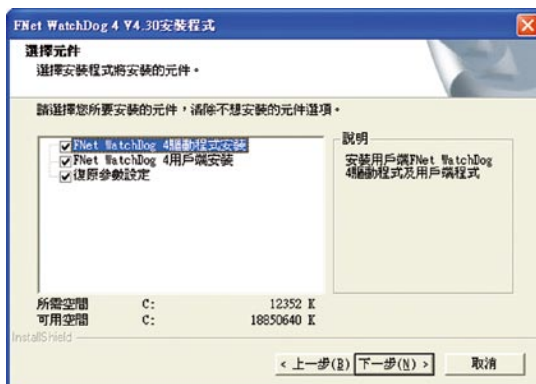 FNet WatchDog 4 V4.30安裝程式
選擇元件
選擇安裝程式將安裝的元件。
請選擇您所要安裝的元件，清除不想安裝的元件選項。
FNet WatchDog 4驅動程式安裝
FNet WatchDog 4用戶端安裝
復原參數設定
說明
安裝用戶端FNet WatchDog
4驅動程式及用戶端程式
所需空間 C: 12352 K
可用空間 C: 18850640 K
InstallShield
< 上一步(B) 下一步(N) > 取消